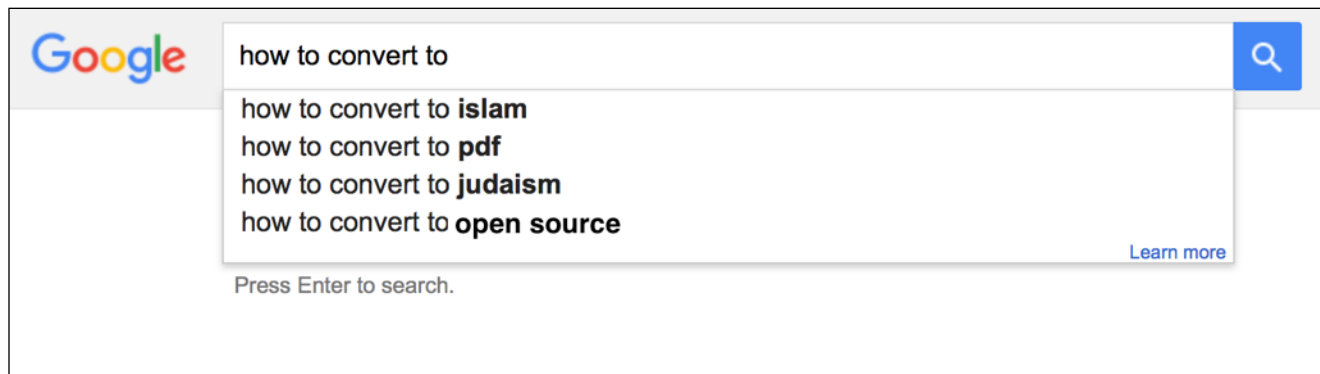 Google
how to convert to
how to convert to islam
how to convert to pdf
how to convert to judaism
how to convert to open source
Learn more
Press Enter to search.